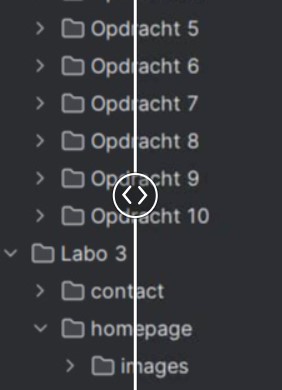 Opdracht 5
Opdracht 6
Opdracht 7
Opdracht 8
Opdracht 9
Opdracht 10
Labo 3
contact
homepage
images